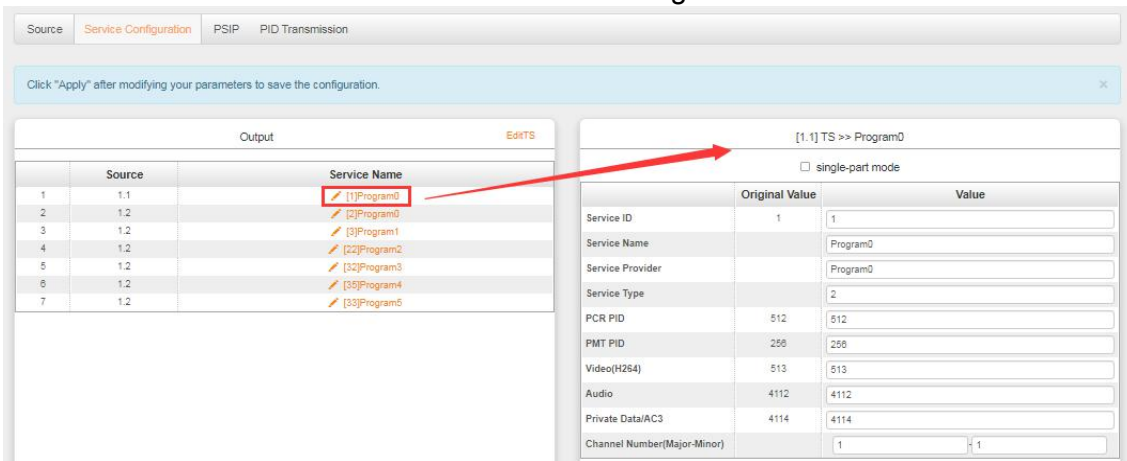 Source Service Configuration PSIP PID Transmission
Click "Apply" after modifying your parameters to save the configuration. ×
Output EditTS
Source Service Name
1 1.1 [1]Program0
2 1.2 [2]Program0
3 1.2 [3]Program1
4 1.2 [22]Program2
5 1.2 [32]Program3
6 1.2 [35]Program4
7 1.2 [33]Program5
[1.1] TS >> Program0
single-part mode
Original Value Value
Service ID 1 1
Service Name Program0
Service Provider Program0
Service Type 2
PCR PID 512 512
PMT PID 256 256
Video(H264) 513 513
Audio 4112 4112
Private Data/AC3 4114 4114
Channel Number(Major-Minor) 1 - 1